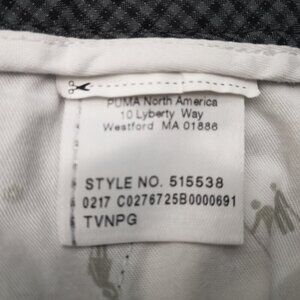 PUMA North America
10 Lyberty Way
Westford MA 01886
STYLE NO. 515538
0217 C0276725B0000691
TVNPG